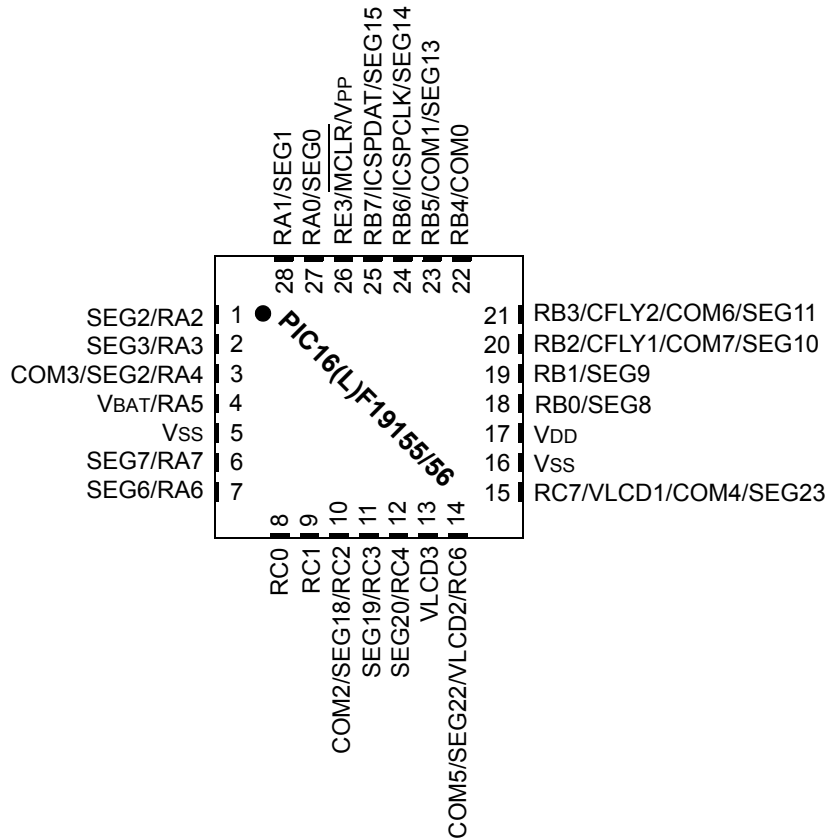 RA1/SEG1
RA0/SEG0
RE3/MCLR/VPP
RB7/ICSPDAT/SEG15
RB6/ICSPCLK/SEG14
RB5/COM1/SEG13
RB4/COM0
28
27
26
25
24
23
22
SEG2/RA2 1
SEG3/RA3 2
COM3/SEG2/RA4 3
VBAT/RA5 4
VSS 5
SEG7/RA7 6
SEG6/RA6 7
PIC16(L)F19155/56
21 RB3/CFLY2/COM6/SEG11
20 RB2/CFLY1/COM7/SEG10
19 RB1/SEG9
18 RB0/SEG8
17 VDD
16 VSS
15 RC7/VLCD1/COM4/SEG23
8
9
10
11
12
13
14
RC0
RC1
COM2/SEG18/RC2
SEG19/RC3
SEG20/RC4
VLCD3
COM5/SEG22/VLCD2/RC6